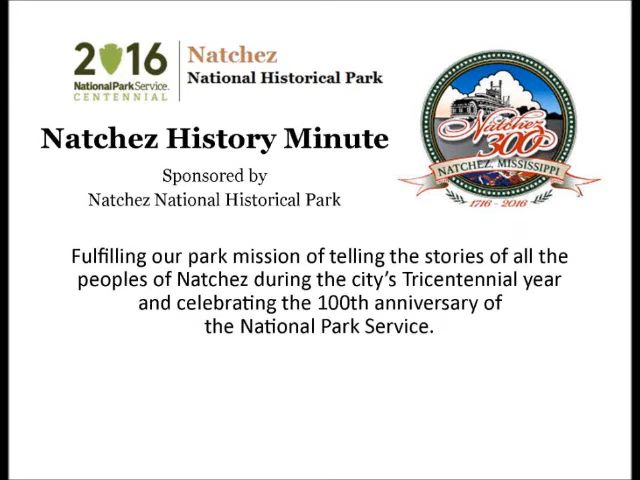 2016
National Park Service
CENTENNIAL
Natchez
National Historical Park
Natchez
300
NATCHEZ, MISSISSIPPI
1716 - 2016
Natchez History Minute
Sponsored by
Natchez National Historical Park
Fulfilling our park mission of telling the stories of all the
peoples of Natchez during the city's Tricentennial year
and celebrating the 100th anniversary of
the National Park Service.